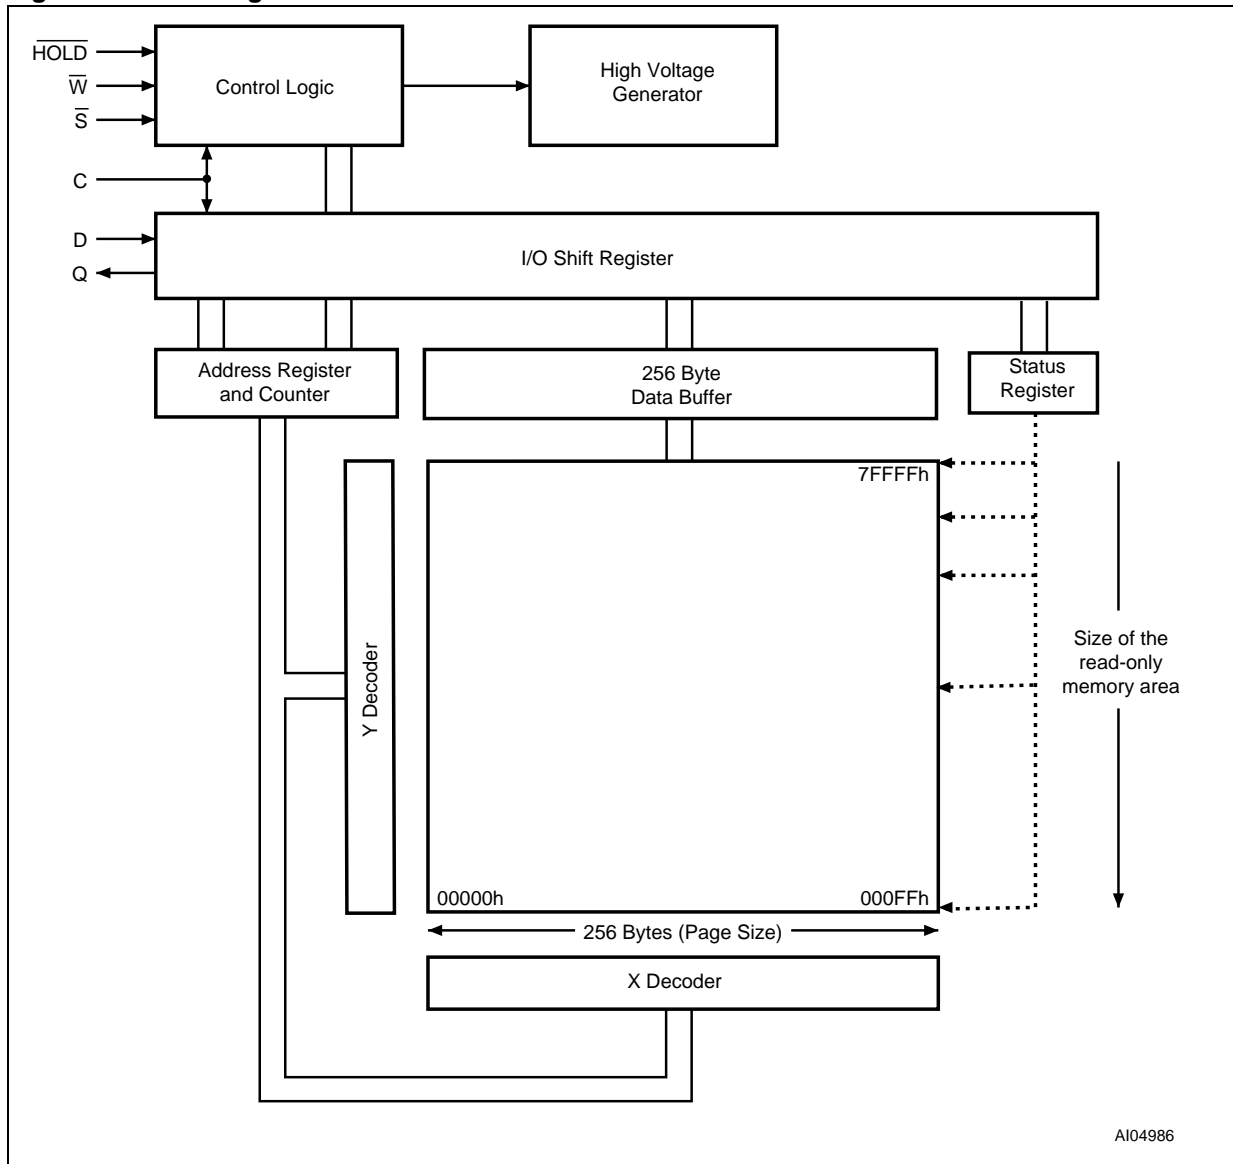 H̅O̅L̅D̅
W̅
S̅
C
D
Q
Control Logic
High Voltage
Generator
I/O Shift Register
Address Register
and Counter
256 Byte
Data Buffer
Status
Register
7FFFFh
Y Decoder
Size of the
read-only
memory area
00000h
000FFh
256 Bytes (Page Size)
X Decoder
AI04986